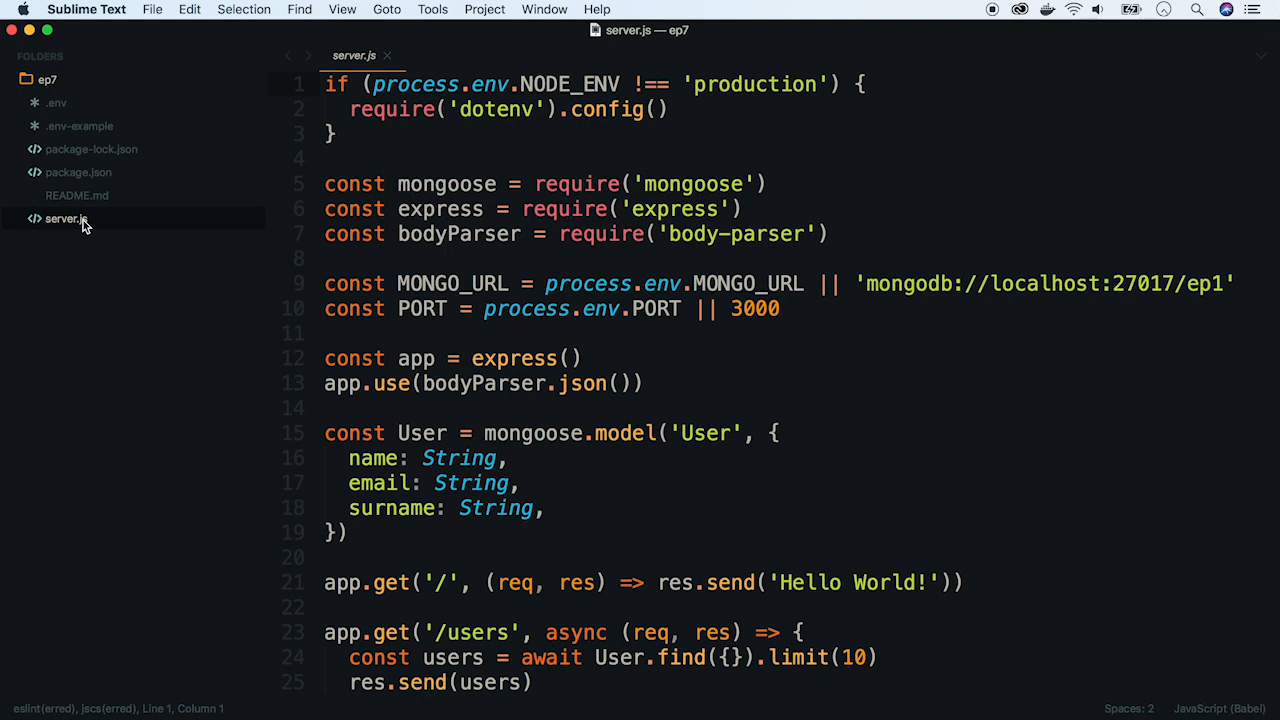 Sublime Text File Edit Selection Find View Goto Tools Project Window Help
server.js — ep7
FOLDERS
ep7
.env
.env-example
package-lock.json
package.json
README.md
server.js
server.js
1 if (process.env.NODE_ENV !== 'production') {
2 require('dotenv').config()
3 }
4
5 const mongoose = require('mongoose')
6 const express = require('express')
7 const bodyParser = require('body-parser')
8
9 const MONGO_URL = process.env.MONGO_URL || 'mongodb://localhost:27017/ep1'
10 const PORT = process.env.PORT || 3000
11
12 const app = express()
13 app.use(bodyParser.json())
14
15 const User = mongoose.model('User', {
16 name: String,
17 email: String,
18 surname: String,
19 })
20
21 app.get('/', (req, res) => res.send('Hello World!'))
22
23 app.get('/users', async (req, res) => {
24 const users = await User.find({}).limit(10)
25 res.send(users)
eslint(erred), jscs(erred), Line 1, Column 1
Spaces: 2
JavaScript (Babel)